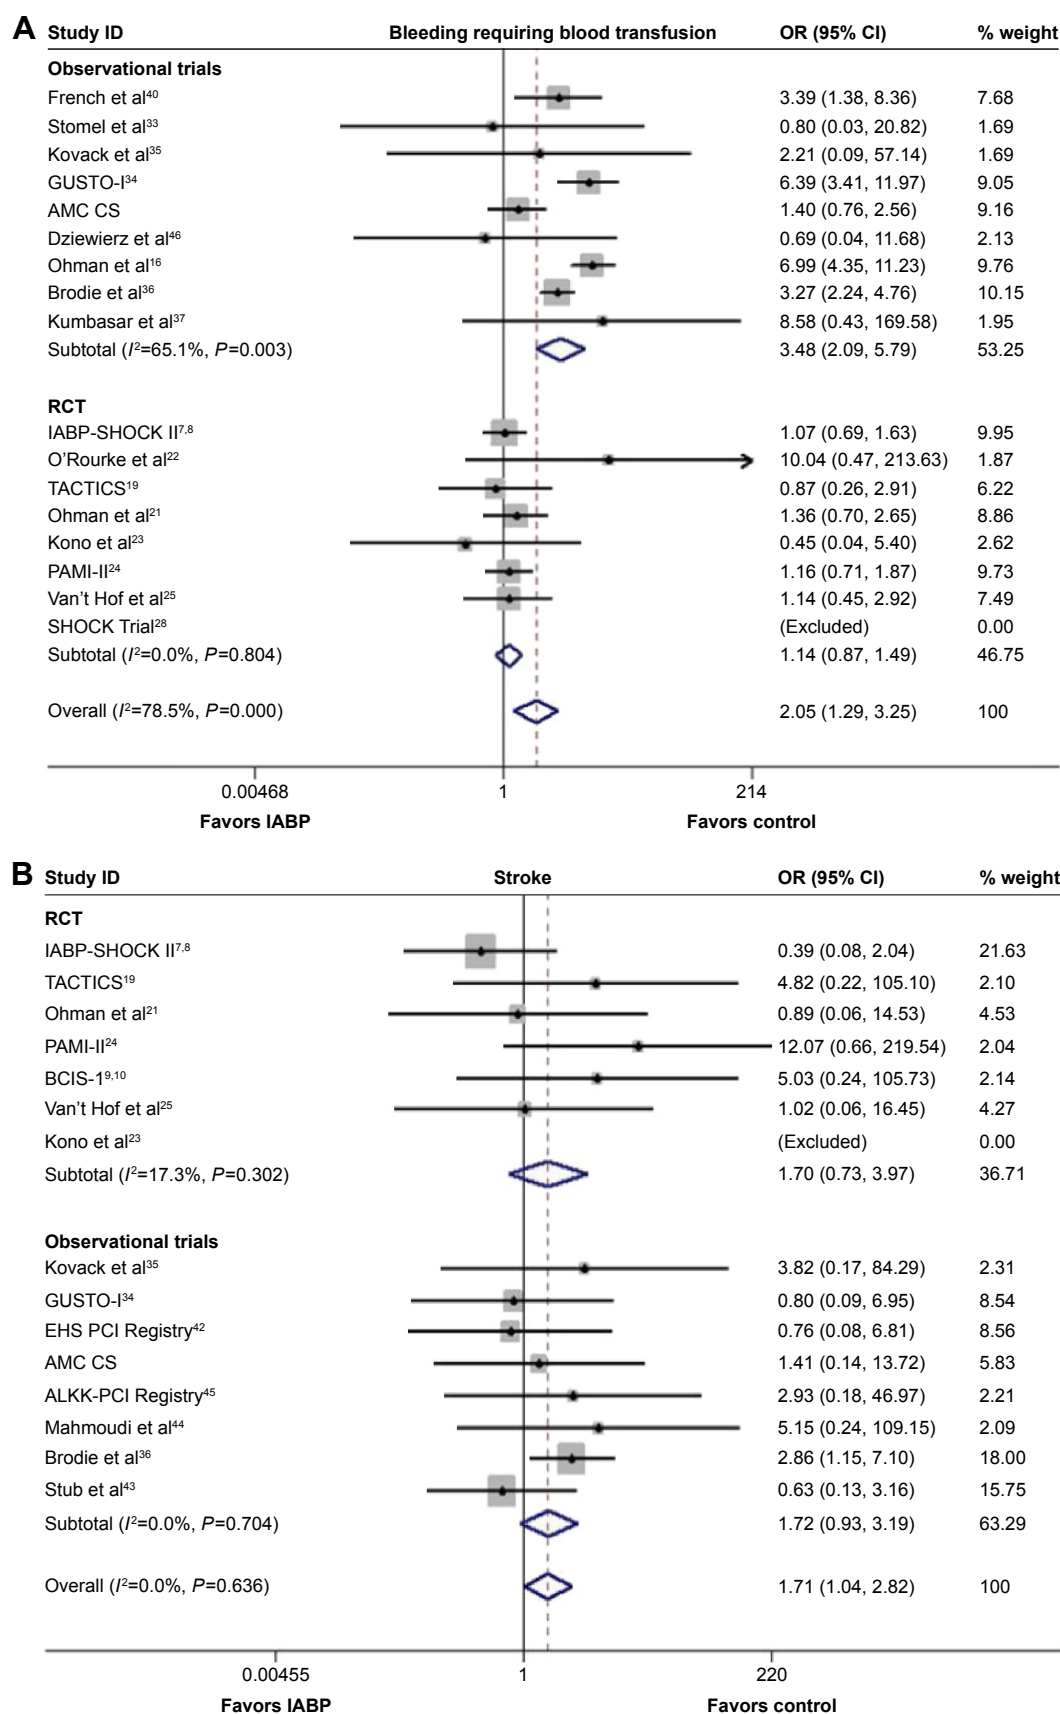 A Study ID Bleeding requiring blood transfusion OR (95% CI) % weight
Observational trials
French et al40 3.39 (1.38, 8.36) 7.68
Stomel et al33 0.80 (0.03, 20.82) 1.69
Kovack et al35 2.21 (0.09, 57.14) 1.69
GUSTO-I34 6.39 (3.41, 11.97) 9.05
AMC CS 1.40 (0.76, 2.56) 9.16
Dziewierz et al46 0.69 (0.04, 11.68) 2.13
Ohman et al16 6.99 (4.35, 11.23) 9.76
Brodie et al36 3.27 (2.24, 4.76) 10.15
Kumbasar et al37 8.58 (0.43, 169.58) 1.95
Subtotal (I2=65.1%, P=0.003) 3.48 (2.09, 5.79) 53.25
RCT
IABP-SHOCK II7,8 1.07 (0.69, 1.63) 9.95
O'Rourke et al22 10.04 (0.47, 213.63) 1.87
TACTICS19 0.87 (0.26, 2.91) 6.22
Ohman et al21 1.36 (0.70, 2.65) 8.86
Kono et al23 0.45 (0.04, 5.40) 2.62
PAMI-II24 1.16 (0.71, 1.87) 9.73
Van't Hof et al25 1.14 (0.45, 2.92) 7.49
SHOCK Trial28 (Excluded) 0.00
Subtotal (I2=0.0%, P=0.804) 1.14 (0.87, 1.49) 46.75
Overall (I2=78.5%, P=0.000) 2.05 (1.29, 3.25) 100
0.00468 1 214
Favors IABP Favors control
B Study ID Stroke OR (95% CI) % weight
RCT
IABP-SHOCK II7,8 0.39 (0.08, 2.04) 21.63
TACTICS19 4.82 (0.22, 105.10) 2.10
Ohman et al21 0.89 (0.06, 14.53) 4.53
PAMI-II24 12.07 (0.66, 219.54) 2.04
BCIS-19,10 5.03 (0.24, 105.73) 2.14
Van't Hof et al25 1.02 (0.06, 16.45) 4.27
Kono et al23 (Excluded) 0.00
Subtotal (I2=17.3%, P=0.302) 1.70 (0.73, 3.97) 36.71
Observational trials
Kovack et al35 3.82 (0.17, 84.29) 2.31
GUSTO-I34 0.80 (0.09, 6.95) 8.54
EHS PCI Registry42 0.76 (0.08, 6.81) 8.56
AMC CS 1.41 (0.14, 13.72) 5.83
ALKK-PCI Registry45 2.93 (0.18, 46.97) 2.21
Mahmoudi et al44 5.15 (0.24, 109.15) 2.09
Brodie et al36 2.86 (1.15, 7.10) 18.00
Stub et al43 0.63 (0.13, 3.16) 15.75
Subtotal (I2=0.0%, P=0.704) 1.72 (0.93, 3.19) 63.29
Overall (I2=0.0%, P=0.636) 1.71 (1.04, 2.82) 100
0.00455 1 220
Favors IABP Favors control